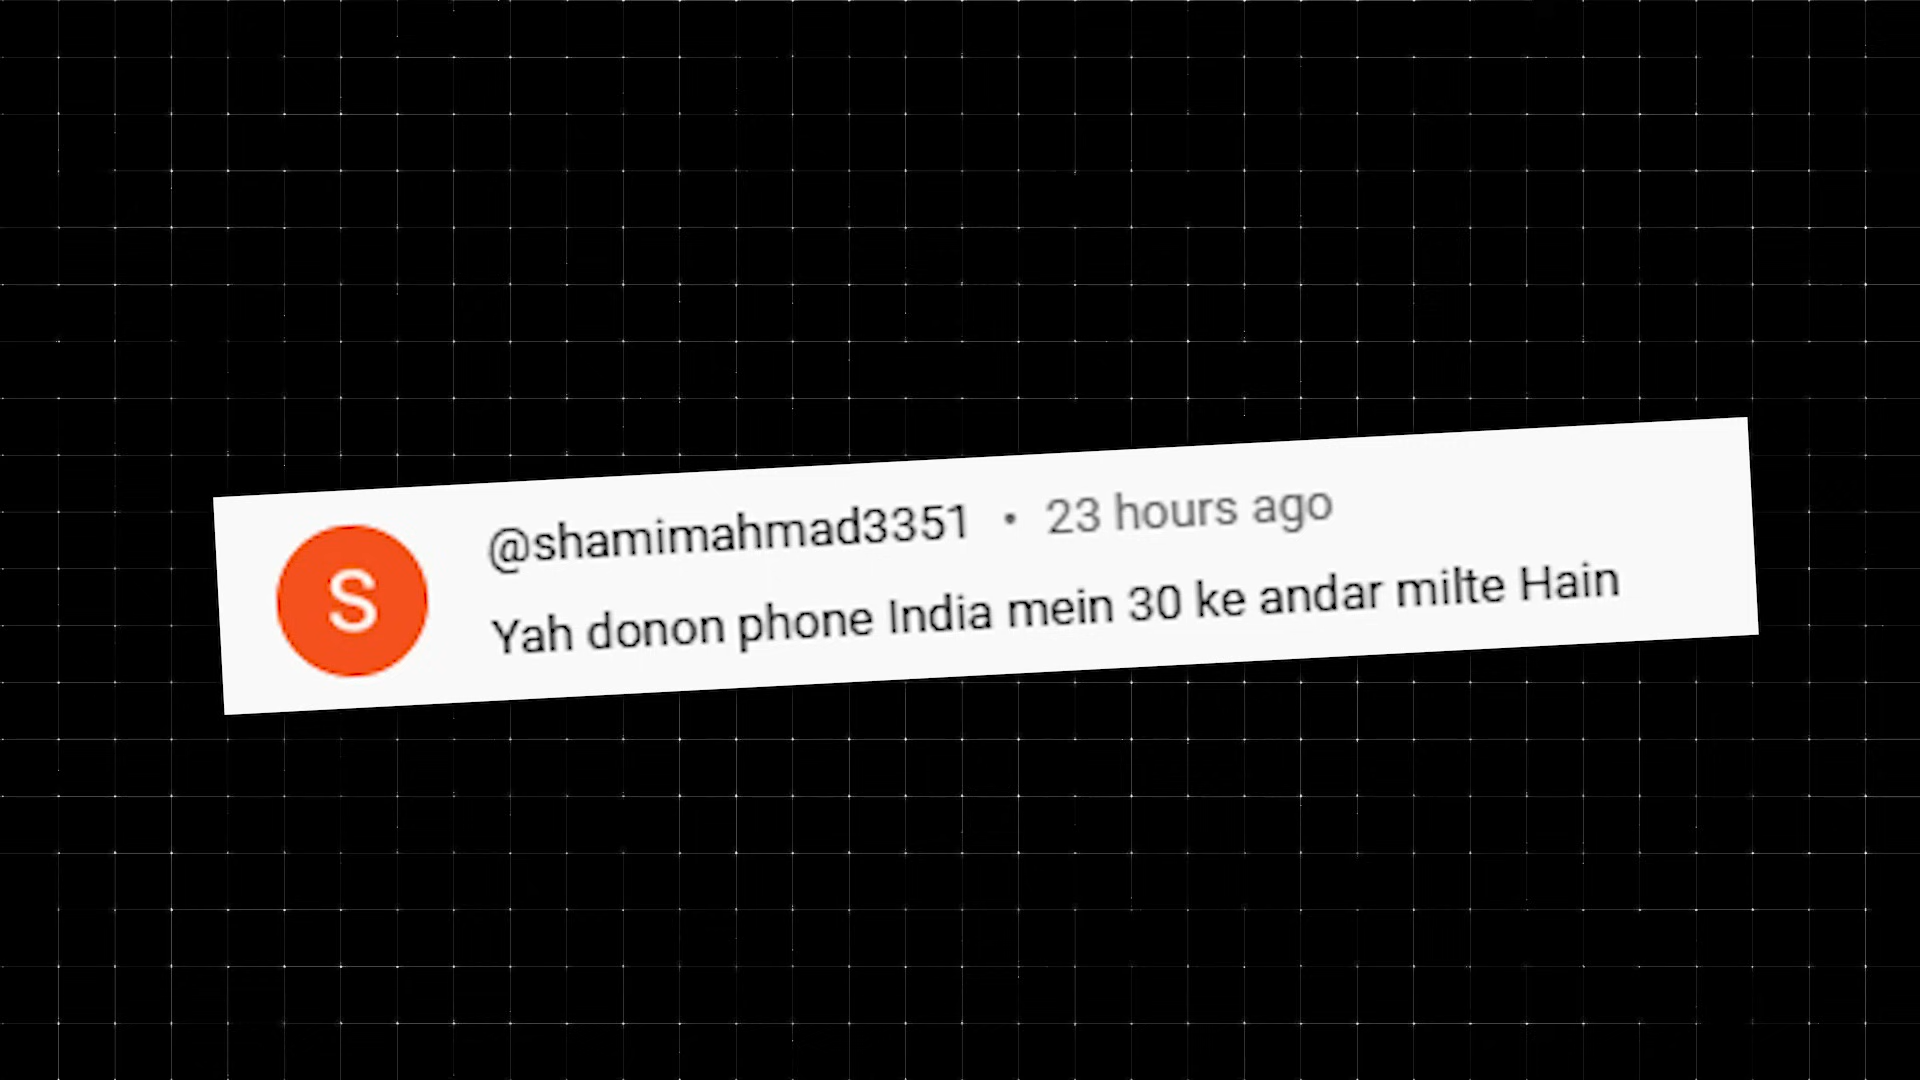 S
@shamimahmad3351 • 23 hours ago
Yah donon phone India mein 30 ke andar milte Hain